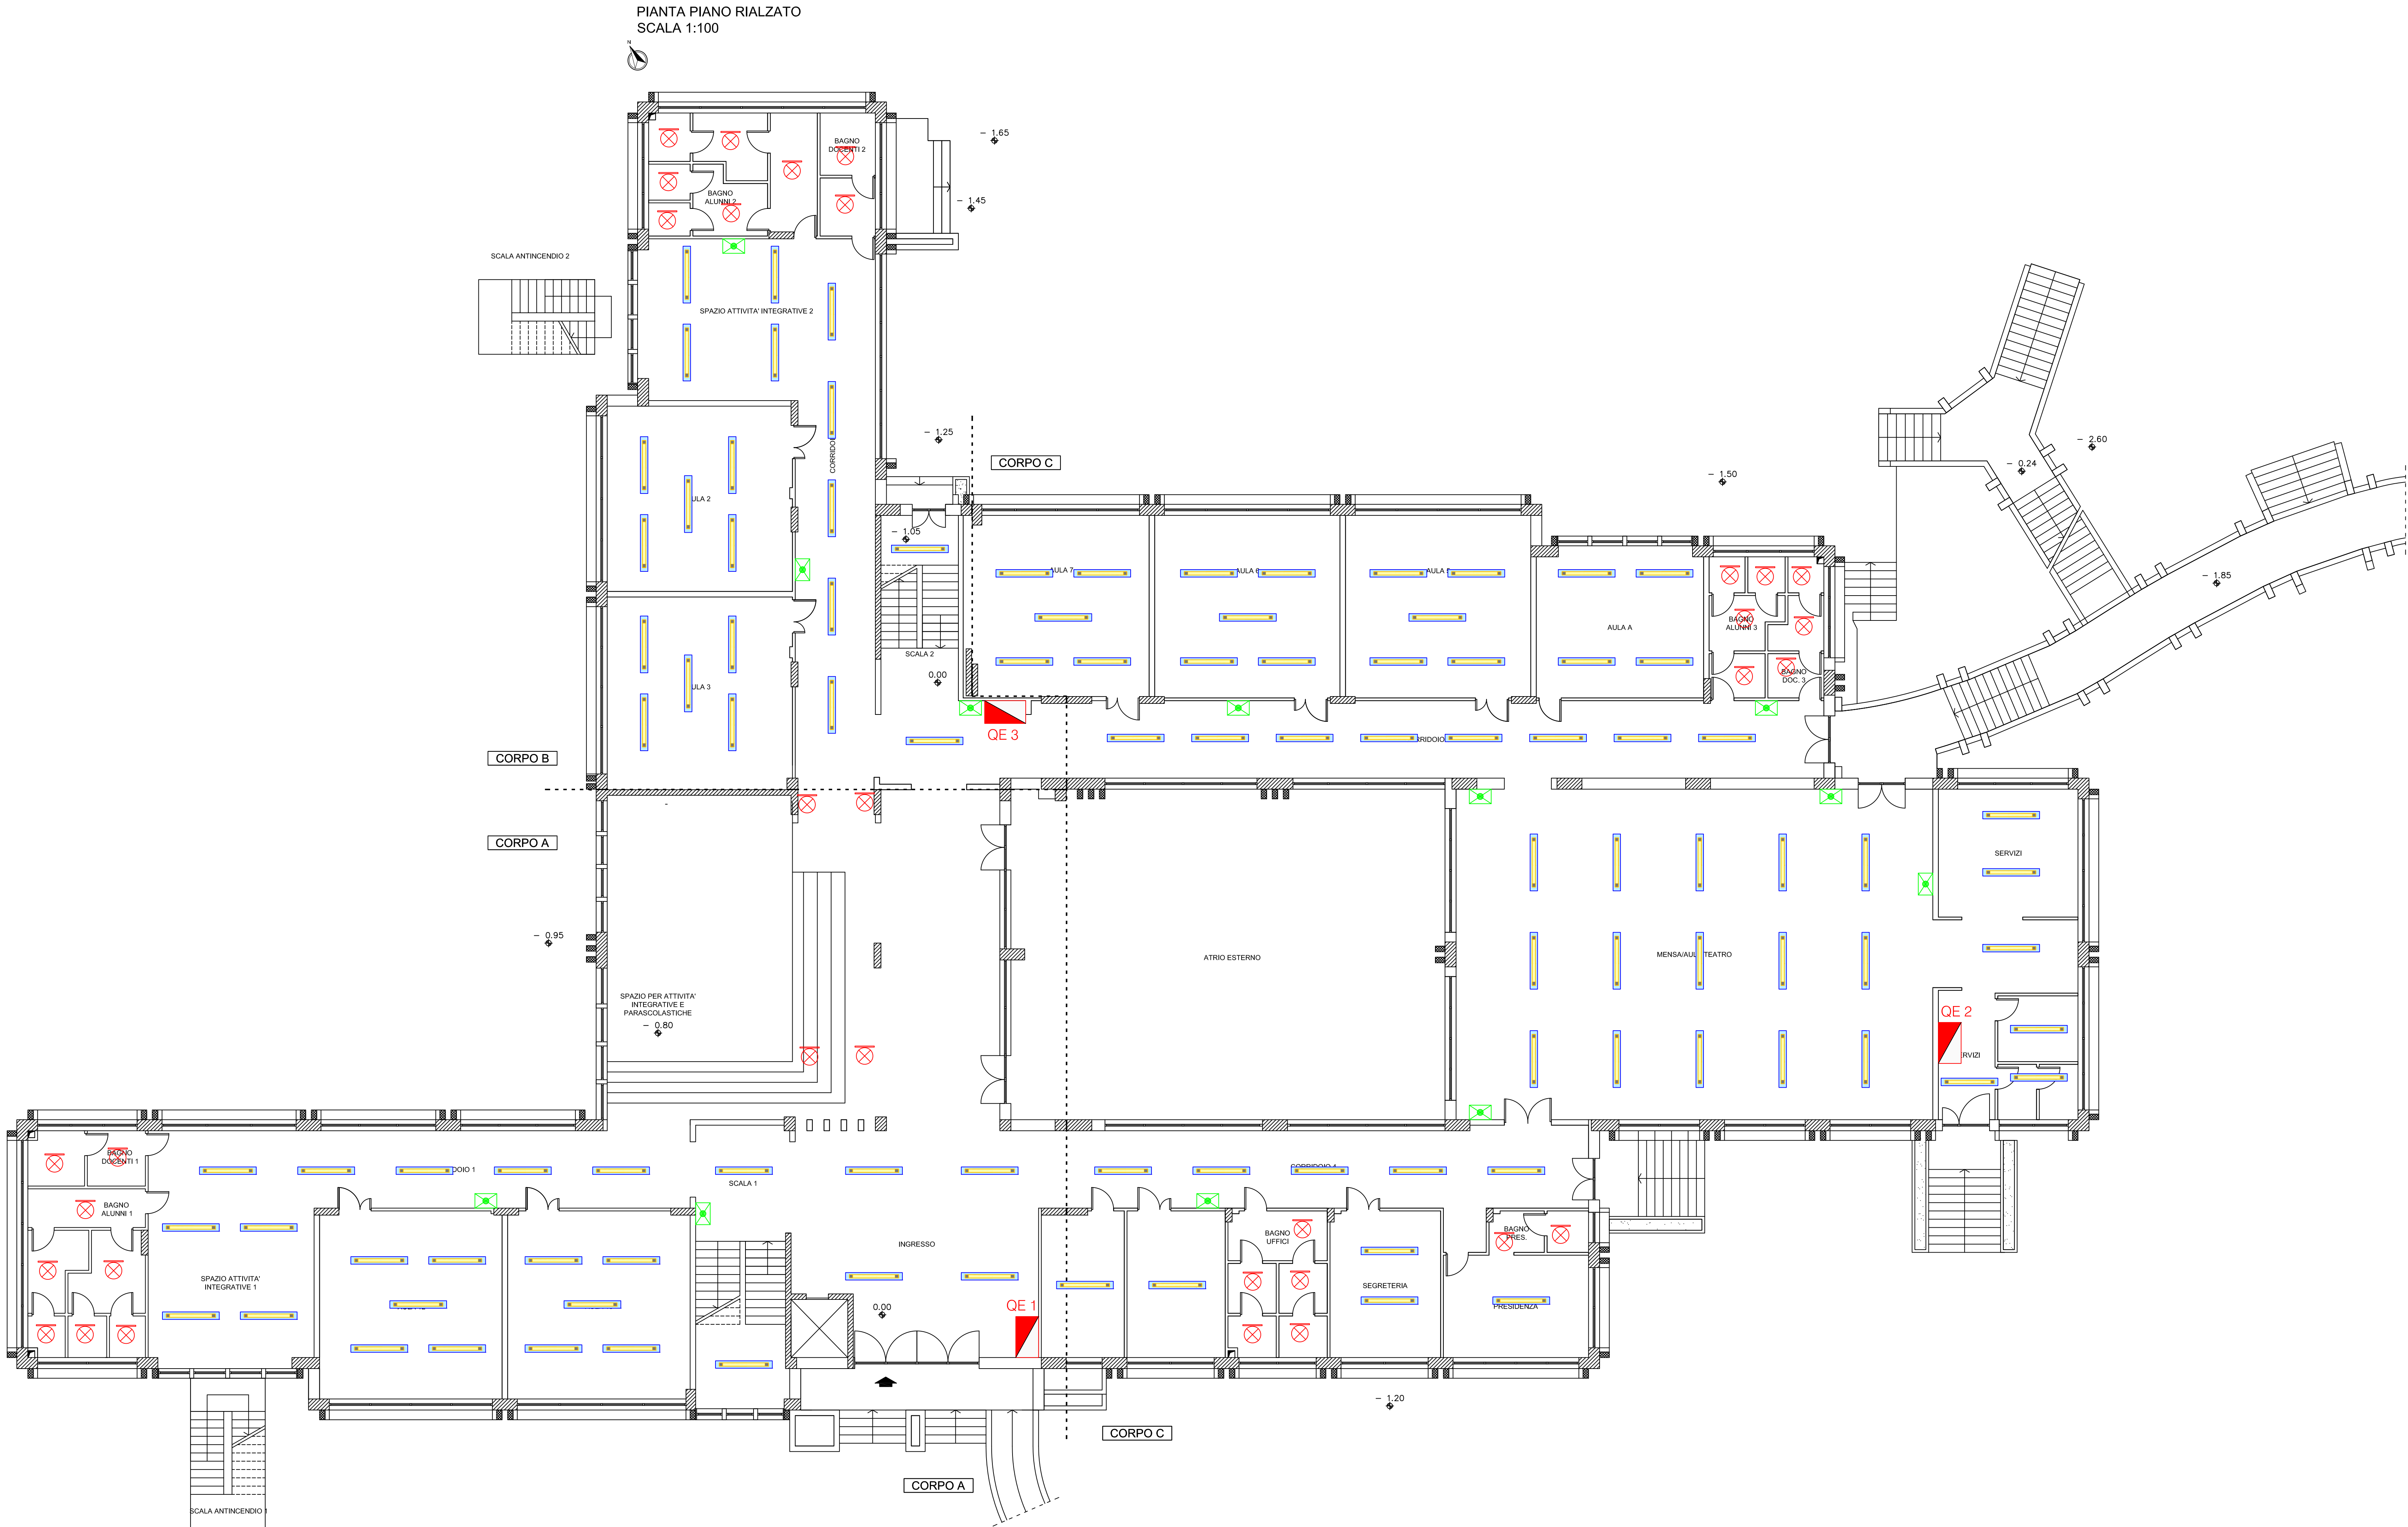 PIANTA PIANO RIALZATO
SCALA 1:100
N
BAGNO
DOCENTI 2
BAGNO
ALUNNI 2
- 1.65
- 1.45
SCALA ANTINCENDIO 2
SPAZIO ATTIVITA' INTEGRATIVE 2
- 1.25
CORPO C
- 1.50
- 0.24
- 2.60
- 1.85
- 1.05
SCALA 2
0.00
AULA A
BAGNO
ALUNNI 3
BAGNO
DOC. 3
QE 3
CORPO B
CORPO A
- 0.95
SPAZIO PER ATTIVITA'
INTEGRATIVE E
PARASCOLASTICHE
- 0.80
ATRIO ESTERNO
SERVIZI
QE 2
BAGNO
DOCENTI 1
BAGNO
ALUNNI 1
SCALA 1
INGRESSO
SPAZIO ATTIVITA'
INTEGRATIVE 1
0.00
QE 1
BAGNO
UFFICI
SEGRETERIA
BAGNO
PRES.
PRESIDENZA
- 1.20
CORPO C
CORPO A
SCALA ANTINCENDIO 1